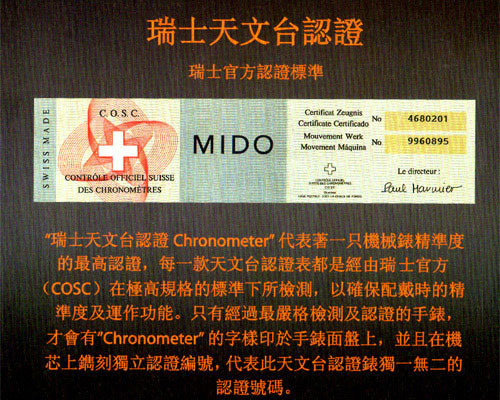 瑞士天文台認證
瑞士官方認證標準
SWISS MADE
C. O. S. C.
CONTRÔLE OFFICIEL SUISSE
DES CHRONOMÈTRES
MIDO
Certificat Zeugnis
Certificate Certificado
No
4680201
Mouvement Werk
Movement Máquina
No
9960895
Le directeur :
"瑞士天文台認證 Chronometer" 代表著一只機械錶精準度
的最高認證，每一款天文台認證表都是經由瑞士官方
（COSC）在極高規格的標準下所檢測，以確保配戴時的精
準度及運作功能。只有經過最嚴格檢測及認證的手錶，
才會有"Chronometer" 的字樣印於手錶面盤上，並且在機
芯上鐫刻獨立認證編號，代表此天文台認證錶獨一無二的
認證號碼。